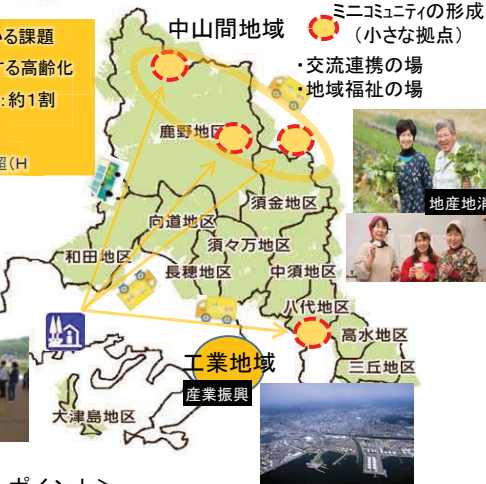 ミニコミュニティの形成
（小さな拠点）
・交流連携の場
・地域福祉の場
中山間地域
いる課題
する高齢化
：約1割
（H
鹿野地区
地産地消
須金地区
向道地区
須々万地区
和田地区
長穂地区
中須地区
八代地区
高水地区
工業地域
三丘地区
産業振興
大津島地区
ポイント＞